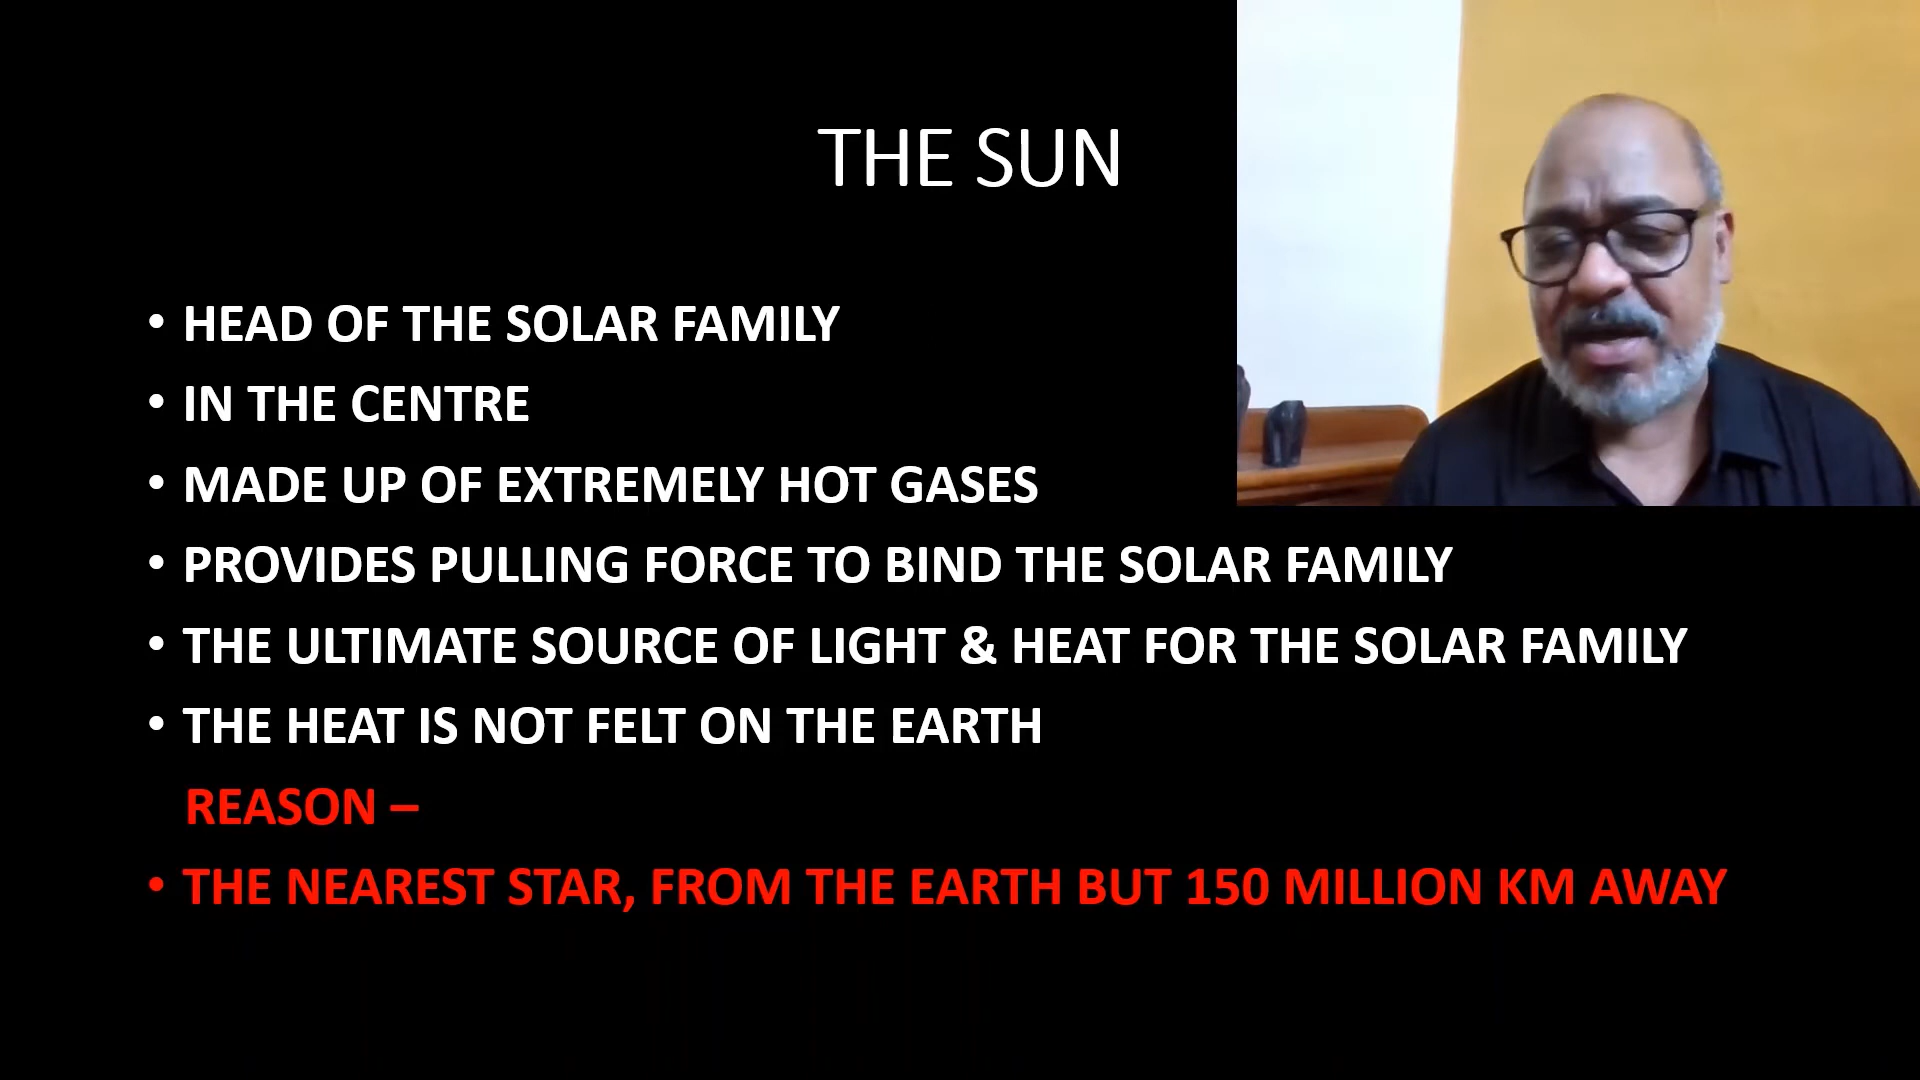 THE SUN
• HEAD OF THE SOLAR FAMILY
• IN THE CENTRE
• MADE UP OF EXTREMELY HOT GASES
• PROVIDES PULLING FORCE TO BIND THE SOLAR FAMILY
• THE ULTIMATE SOURCE OF LIGHT & HEAT FOR THE SOLAR FAMILY
• THE HEAT IS NOT FELT ON THE EARTH
REASON –
• THE NEAREST STAR, FROM THE EARTH BUT 150 MILLION KM AWAY